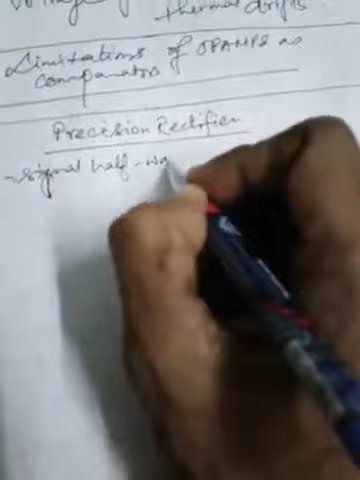 thermal drifts
Limitations of OPAMPS as
comparators
Precision Rectifier
-signal half-wa